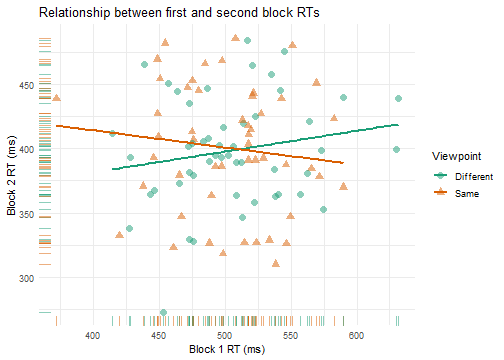 Relationship between first and second block RTs
Block 2 RT (ms)
450
400
350
300
400
450
500
550
600
Block 1 RT (ms)
Viewpoint
Different
Same